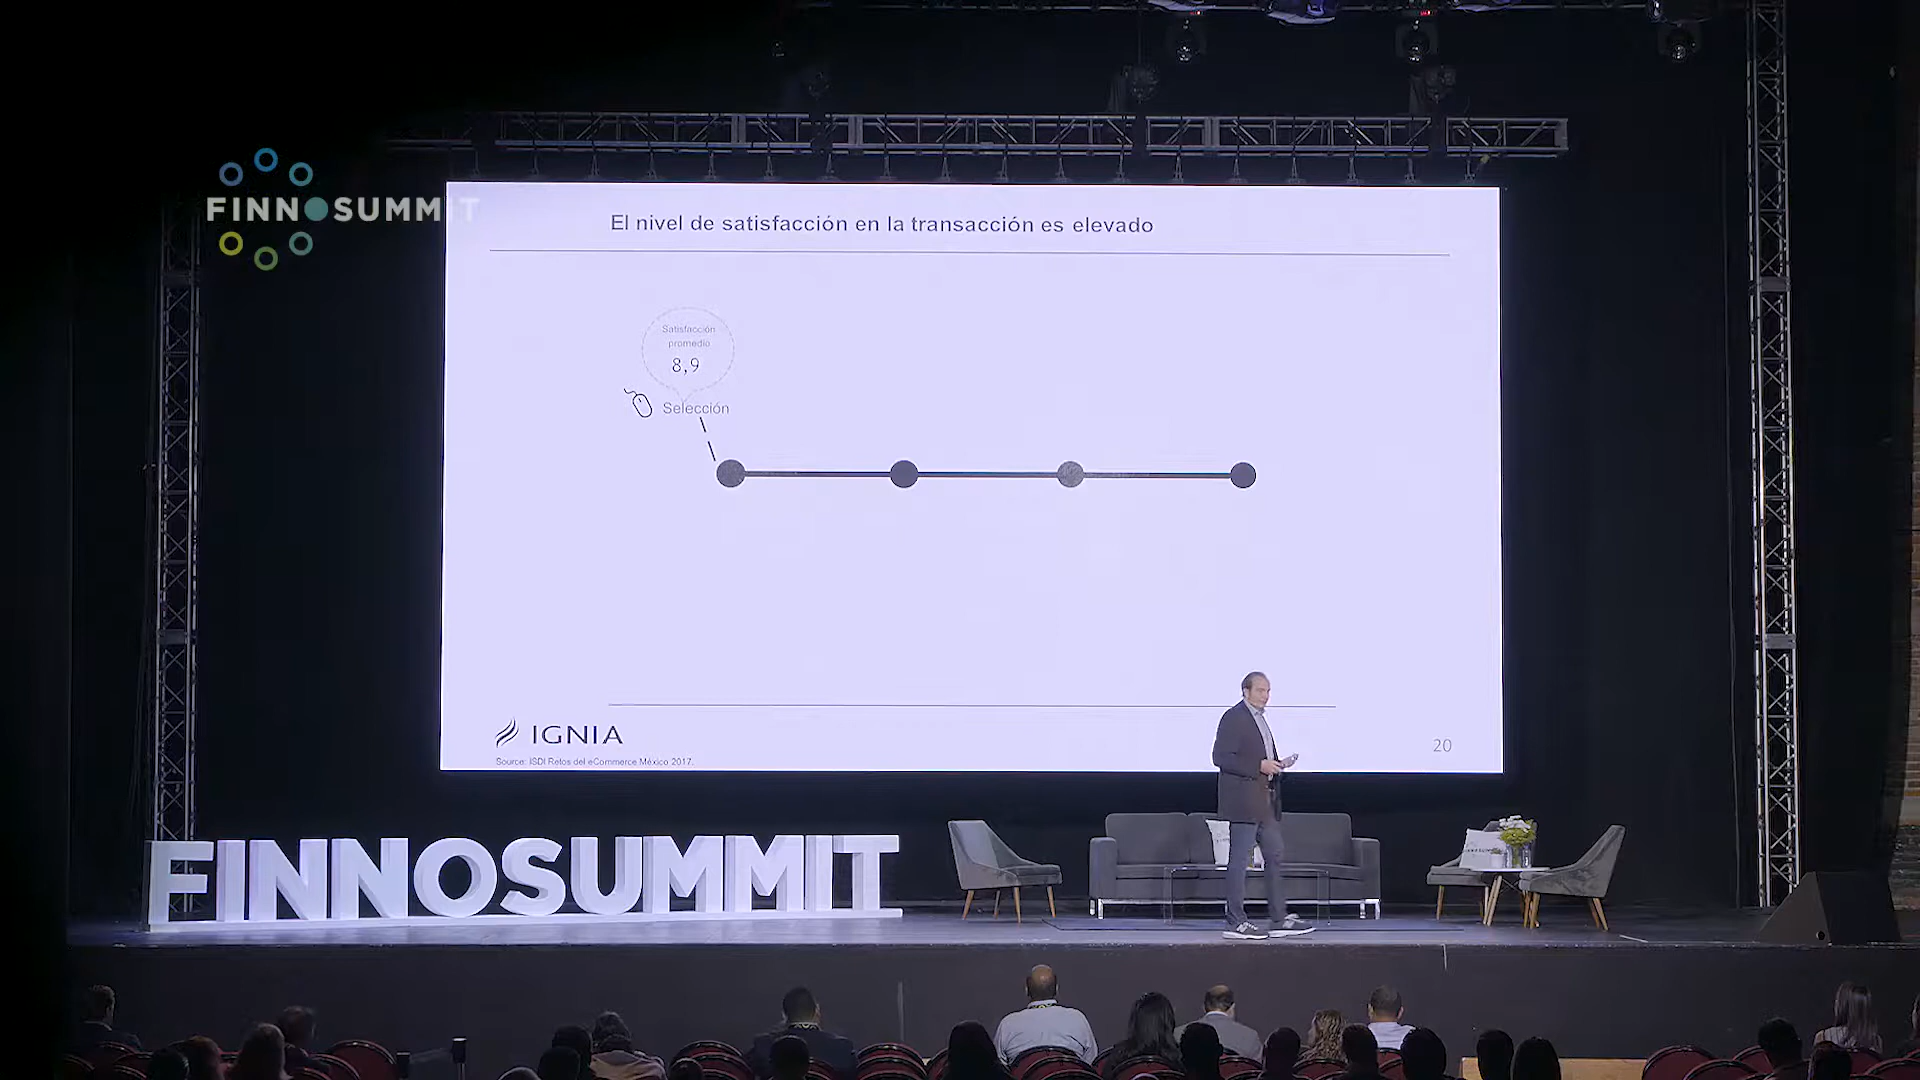 FINNOSUMMIT
El nivel de satisfacción en la transacción es elevado
Satisfacción
promedio
8,9
Selección
IGNIA
20
Source: ISDI Retos del eCommerce México 2017.
FINNOSUMMIT